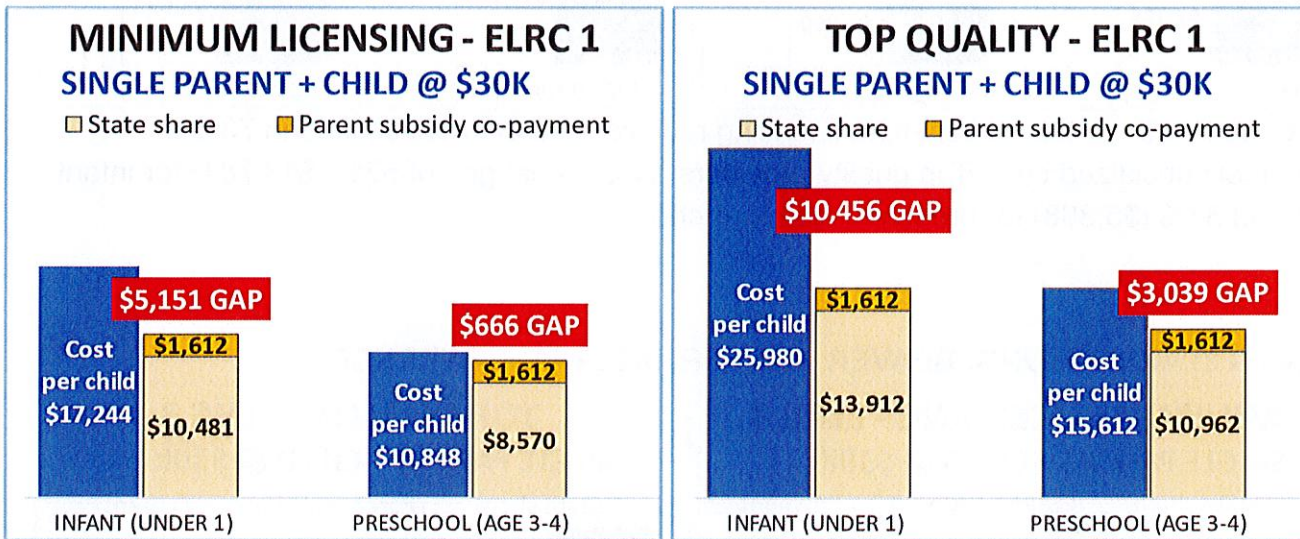 MINIMUM LICENSING - ELRC 1
SINGLE PARENT + CHILD @ $30K
State share
Parent subsidy co-payment
$5,151 GAP
$1,612
Cost
per child
$17,244
$10,481
$666 GAP
$1,612
Cost
per child
$10,848
$8,570
INFANT (UNDER 1)
PRESCHOOL (AGE 3-4)
TOP QUALITY - ELRC 1
SINGLE PARENT + CHILD @ $30K
State share
Parent subsidy co-payment
$10,456 GAP
Cost
per child
$25,980
$1,612
$13,912
$3,039 GAP
$1,612
Cost
per child
$15,612
$10,962
INFANT (UNDER 1)
PRESCHOOL (AGE 3-4)